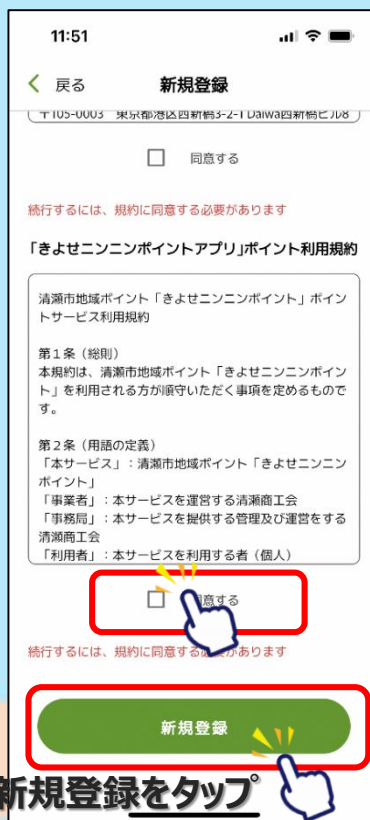 11:51
戻る 新規登録
〒105-0003 東京都港区西新橋3-2-1 Daiwa西新橋ビル8
同意する
続行するには、規約に同意する必要があります
「きよせニンニンポイントアプリ」ポイント利用規約
清瀬市地域ポイント「きよせニンニンポイント」ポイン
トサービス利用規約
第1条（総則）
本規約は、清瀬市地域ポイント「きよせニンニンポイン
ト」を利用される方が順守いただく事項を定めるもので
す。
第２条（用語の定義）
「本サービス」：清瀬市地域ポイント「きよせニンニン
ポイント」
「事業者」：本サービスを運営する清瀬商工会
「事務局」：本サービスを提供する管理及び運営をする
清瀬商工会
「利用者」：本サービスを利用する者（個人）
同意する
続行するには、規約に同意する必要があります
新規登録
新規登録をタップ